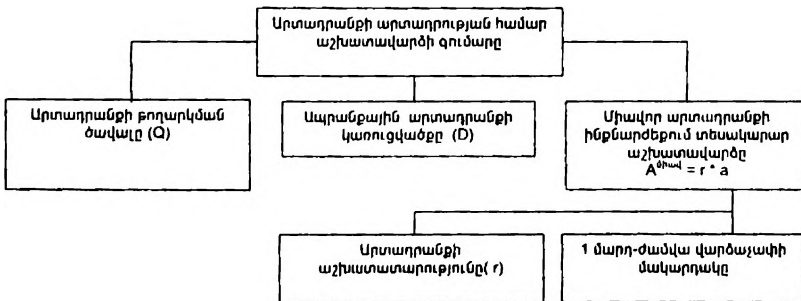 Արտադրանքի արտադրության համար
աշխատավարձի գումարը
Արտադրանքի թողարկման
ծավալը (Q)
Ապրանքային արտադրանքի
կառուցվածքը (D)
Միավոր արտադրանքի
ինքնարժեքում տեսակարար
աշխատավարձը
A = r * a
Արտադրանքի
աշխատատարությունը( r)
1 մարդ-ժամվա վարձաչափի
մակարդակը